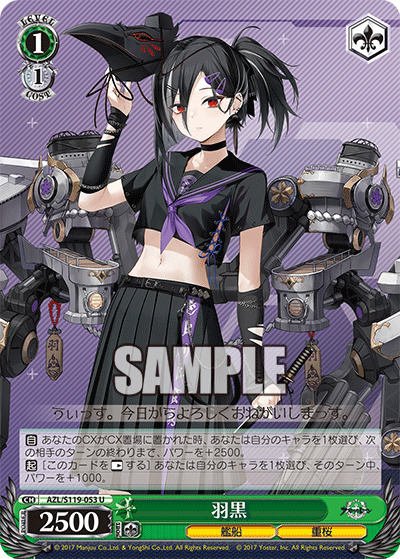 LEVEL
1
1
COST
羽
羽
SAMPLE
うぃっす。今日からよろしくおねがいしまっす。
自 あなたのCXがCX置場に置かれた時、あなたは自分のキャラを1枚選び、次
の相手のターンの終わりまで、パワーを+2500。
起 [このカードを する] あなたは自分のキャラを1枚選び、そのターン中、
パワーを+1000。
CH AZL/S119-053 U
2500
羽黒
艦船 重桜
© 2017 Manjuu Co.,Ltd. & YongShi Co.,Ltd. All Rights Reserved. © 2017 Yostar, Inc. All Rights Reserved.